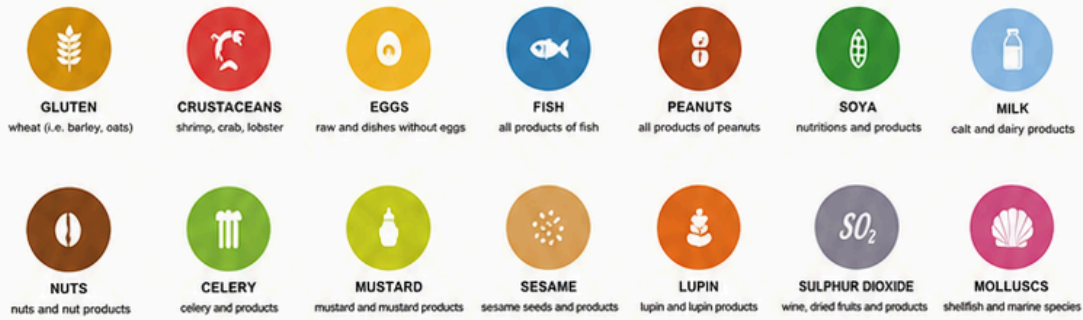 GLUTEN
wheat (i.e. barley, oats)
CRUSTACEANS
shrimp, crab, lobster
EGGS
raw and dishes without eggs
FISH
all products of fish
PEANUTS
all products of peanuts
SOYA
nutritions and products
MILK
calt and dairy products
NUTS
nuts and nut products
CELERY
celery and products
MUSTARD
mustard and mustard products
SESAME
sesame seeds and products
LUPIN
lupin and lupin products
SO₂
SULPHUR DIOXIDE
wine, dried fruits and products
MOLLUSCS
shellfish and marine species